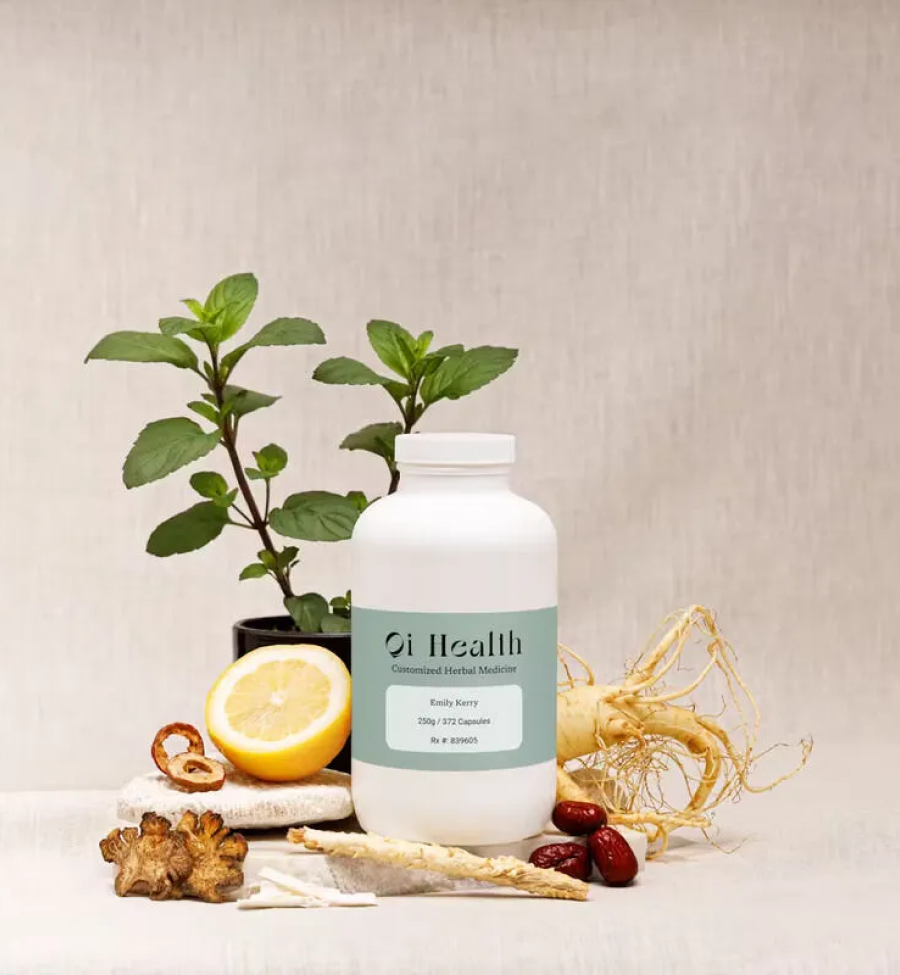 Qi Health
Customized Herbal Medicine
Emily Kerry
250g / 372 Capsules
Rx #: 839605